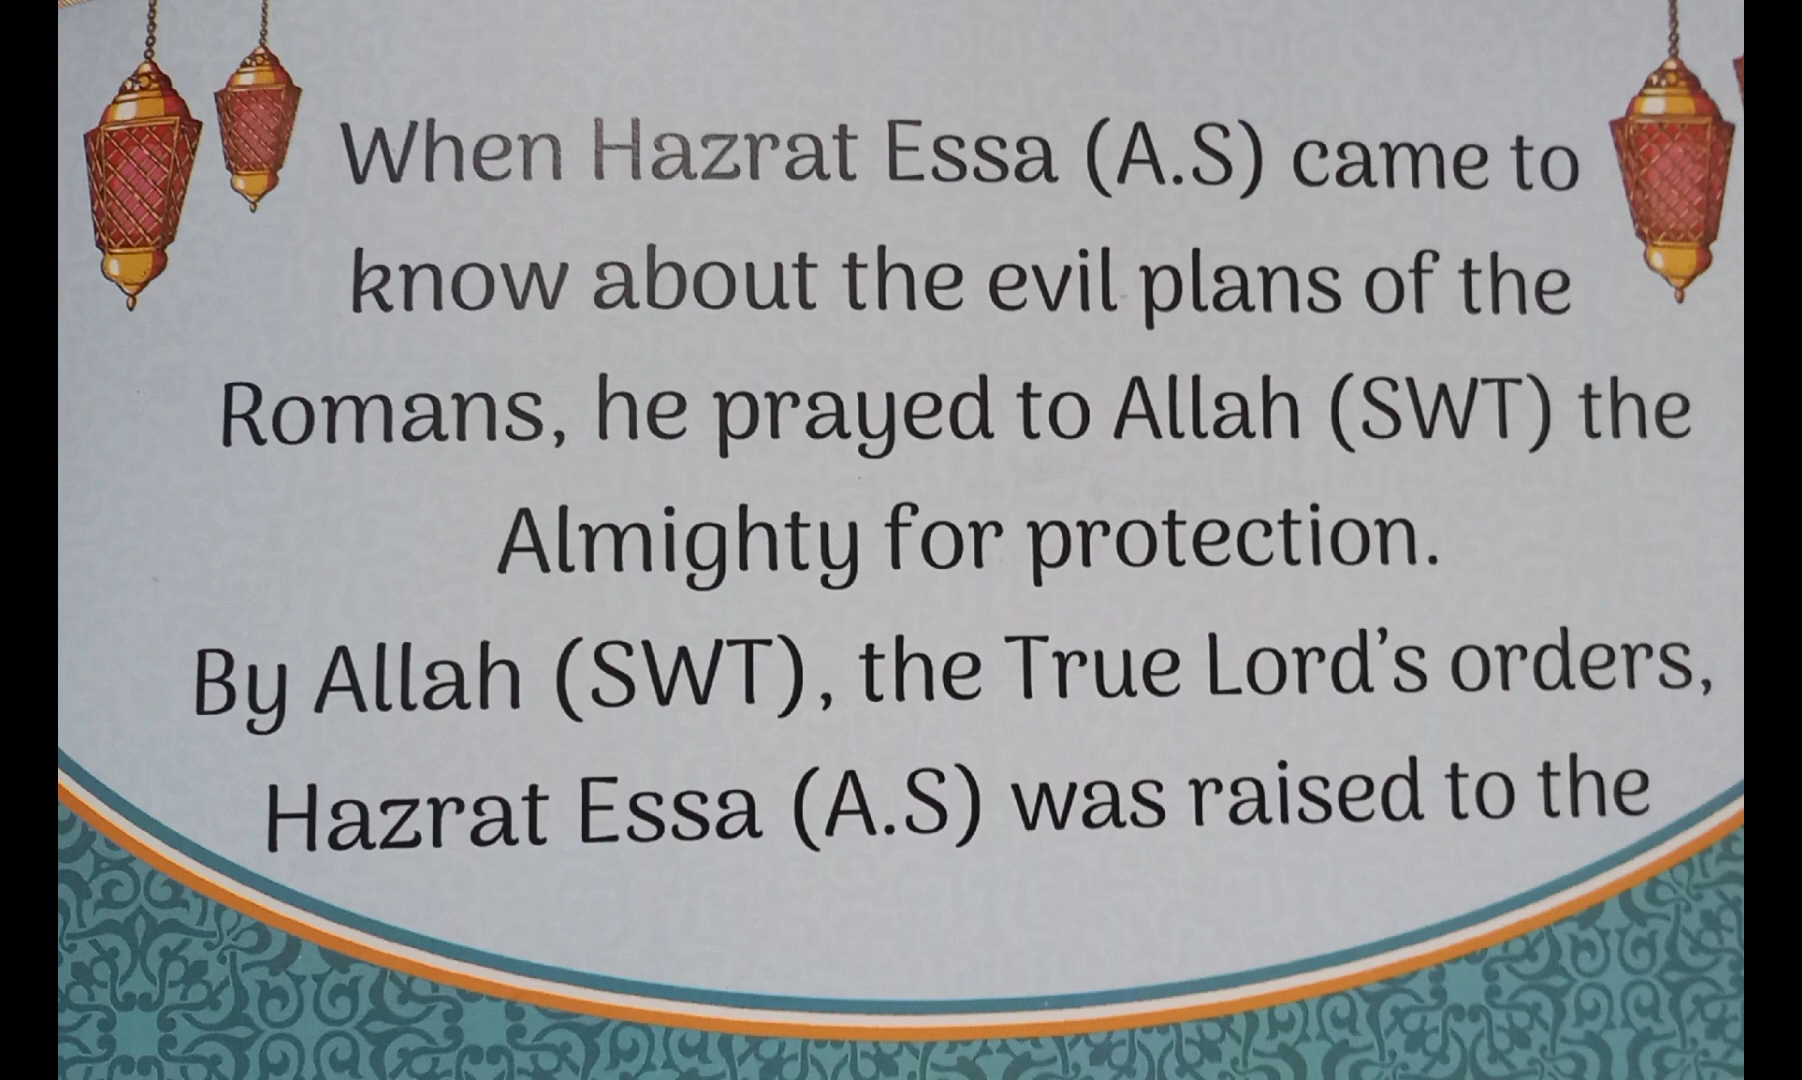 When Hazrat Essa (A.S) came to
know about the evil plans of the
Romans, he prayed to Allah (SWT) the
Almighty for protection.
By Allah (SWT), the True Lord's orders,
Hazrat Essa (A.S) was raised to the